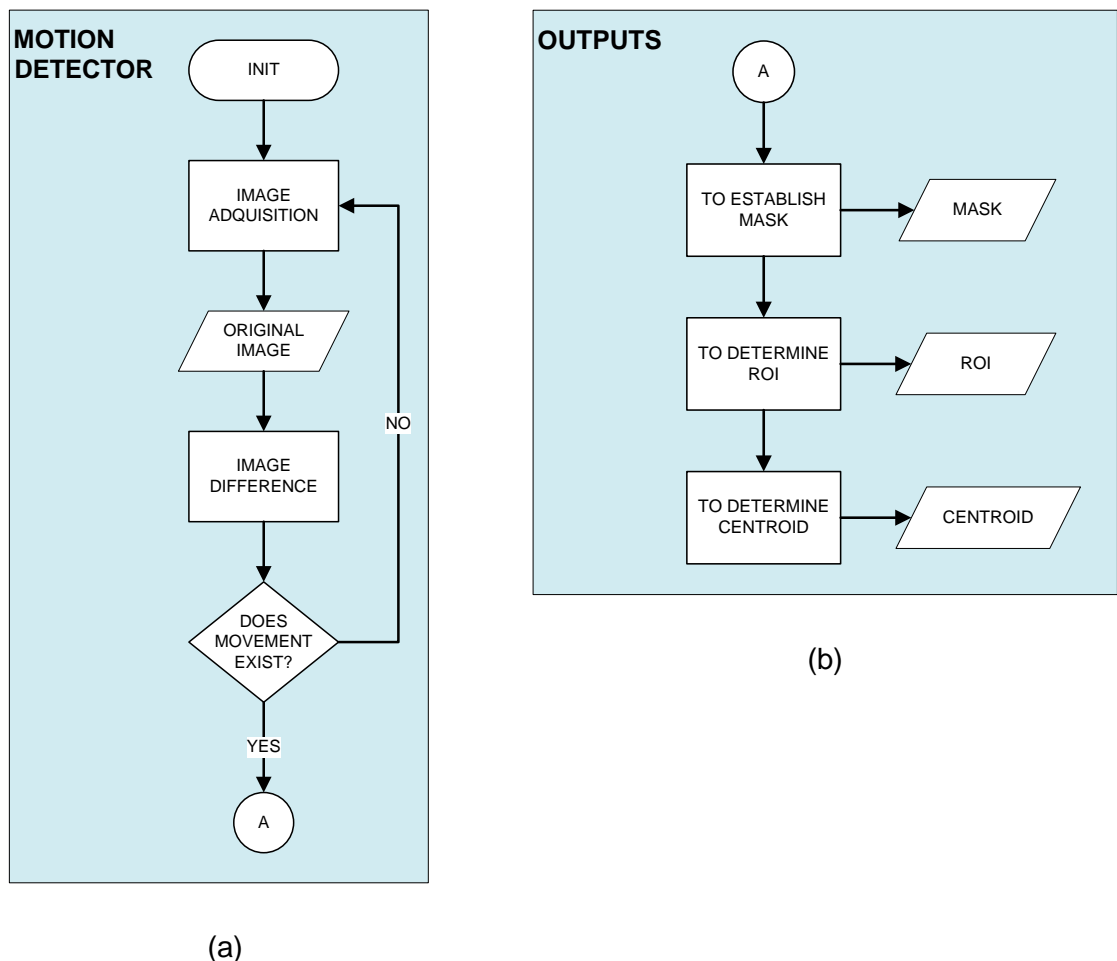 MOTION
DETECTOR
INIT
IMAGE
ADQUISITION
ORIGINAL
IMAGE
IMAGE
DIFFERENCE
NO
DOES
MOVEMENT
EXIST?
YES
A
(a)
OUTPUTS
A
TO ESTABLISH
MASK
MASK
TO DETERMINE
ROI
ROI
TO DETERMINE
CENTROID
CENTROID
(b)